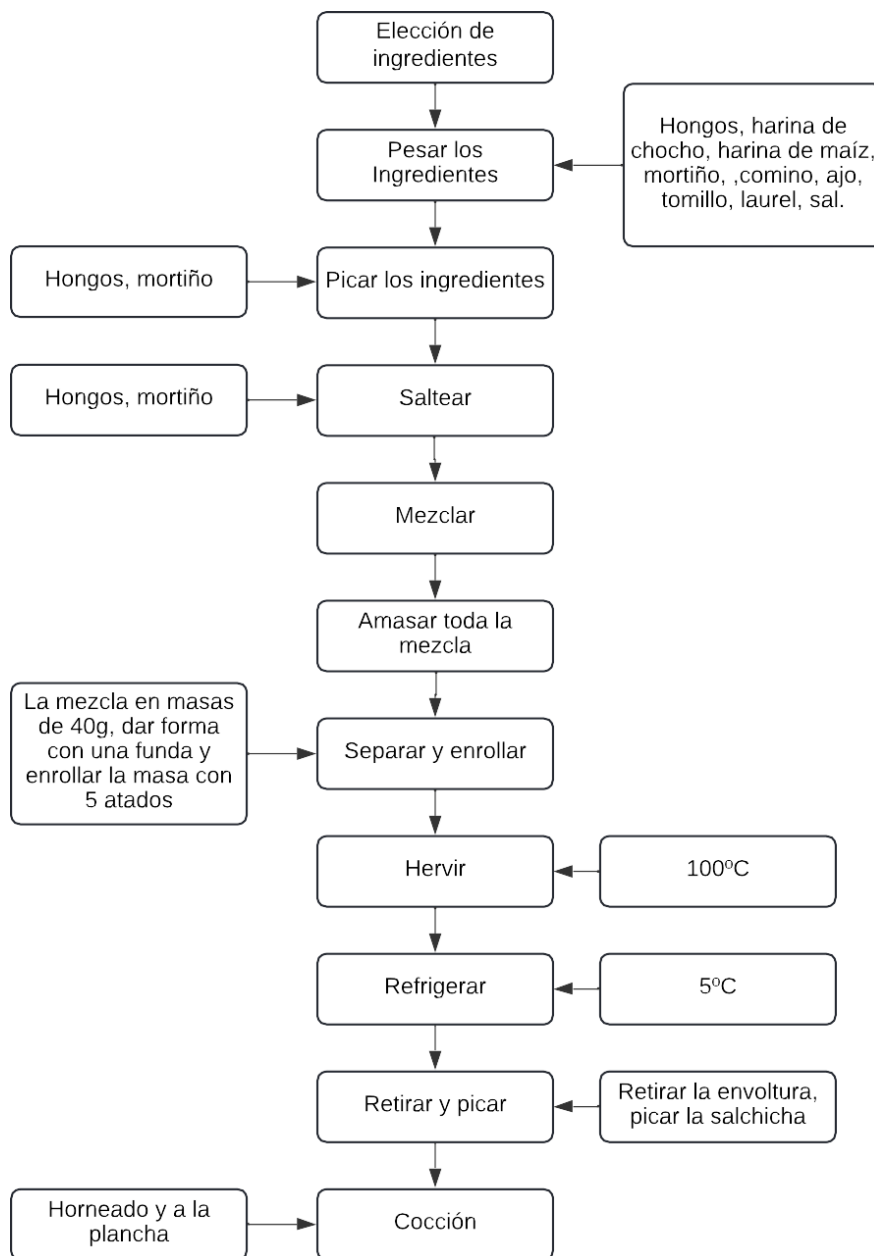 Elección de
ingredientes
Pesar los
Ingredientes
Hongos, harina de
chocho, harina de maíz,
mortiño, ,comino, ajo,
tomillo, laurel, sal.
Hongos, mortiño
Picar los ingredientes
Hongos, mortiño
Saltear
Mezclar
Amasar toda la
mezcla
La mezcla en masas
de 40g, dar forma
con una funda y
enrollar la masa con
5 atados
Separar y enrollar
Hervir
100ºC
Refrigerar
5ºC
Retirar y picar
Retirar la envoltura,
picar la salchicha
Horneado y a la
plancha
Cocción